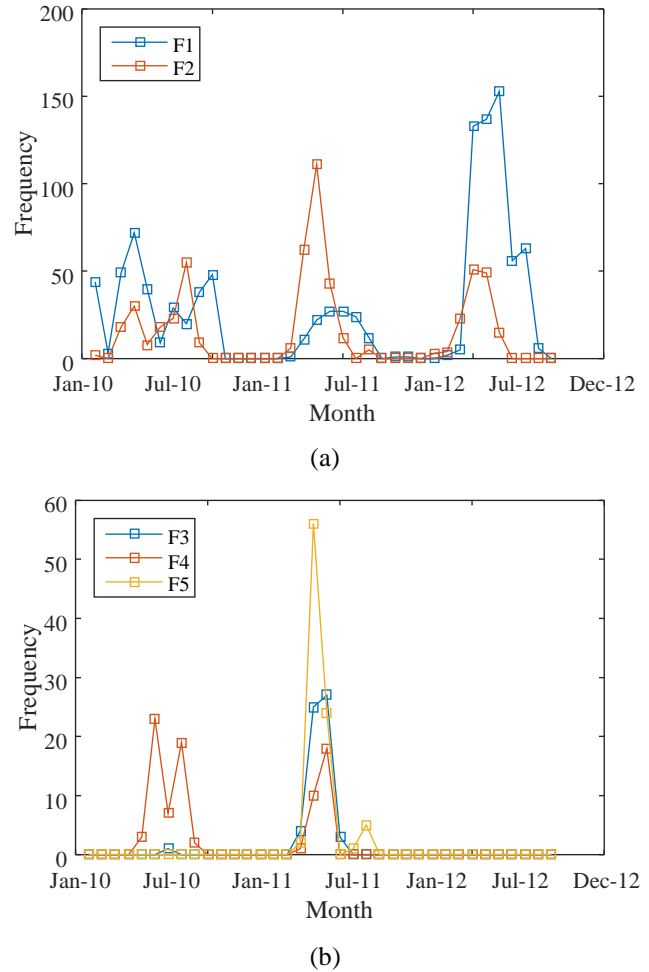 200
150
100
50
0
Frequency
F1
F2
Jan-10 Jul-10 Jan-11 Jul-11 Jan-12 Jul-12 Dec-12
Month
(a)
60
50
40
30
20
10
0
Frequency
F3
F4
F5
Jan-10 Jul-10 Jan-11 Jul-11 Jan-12 Jul-12 Dec-12
Month
(b)